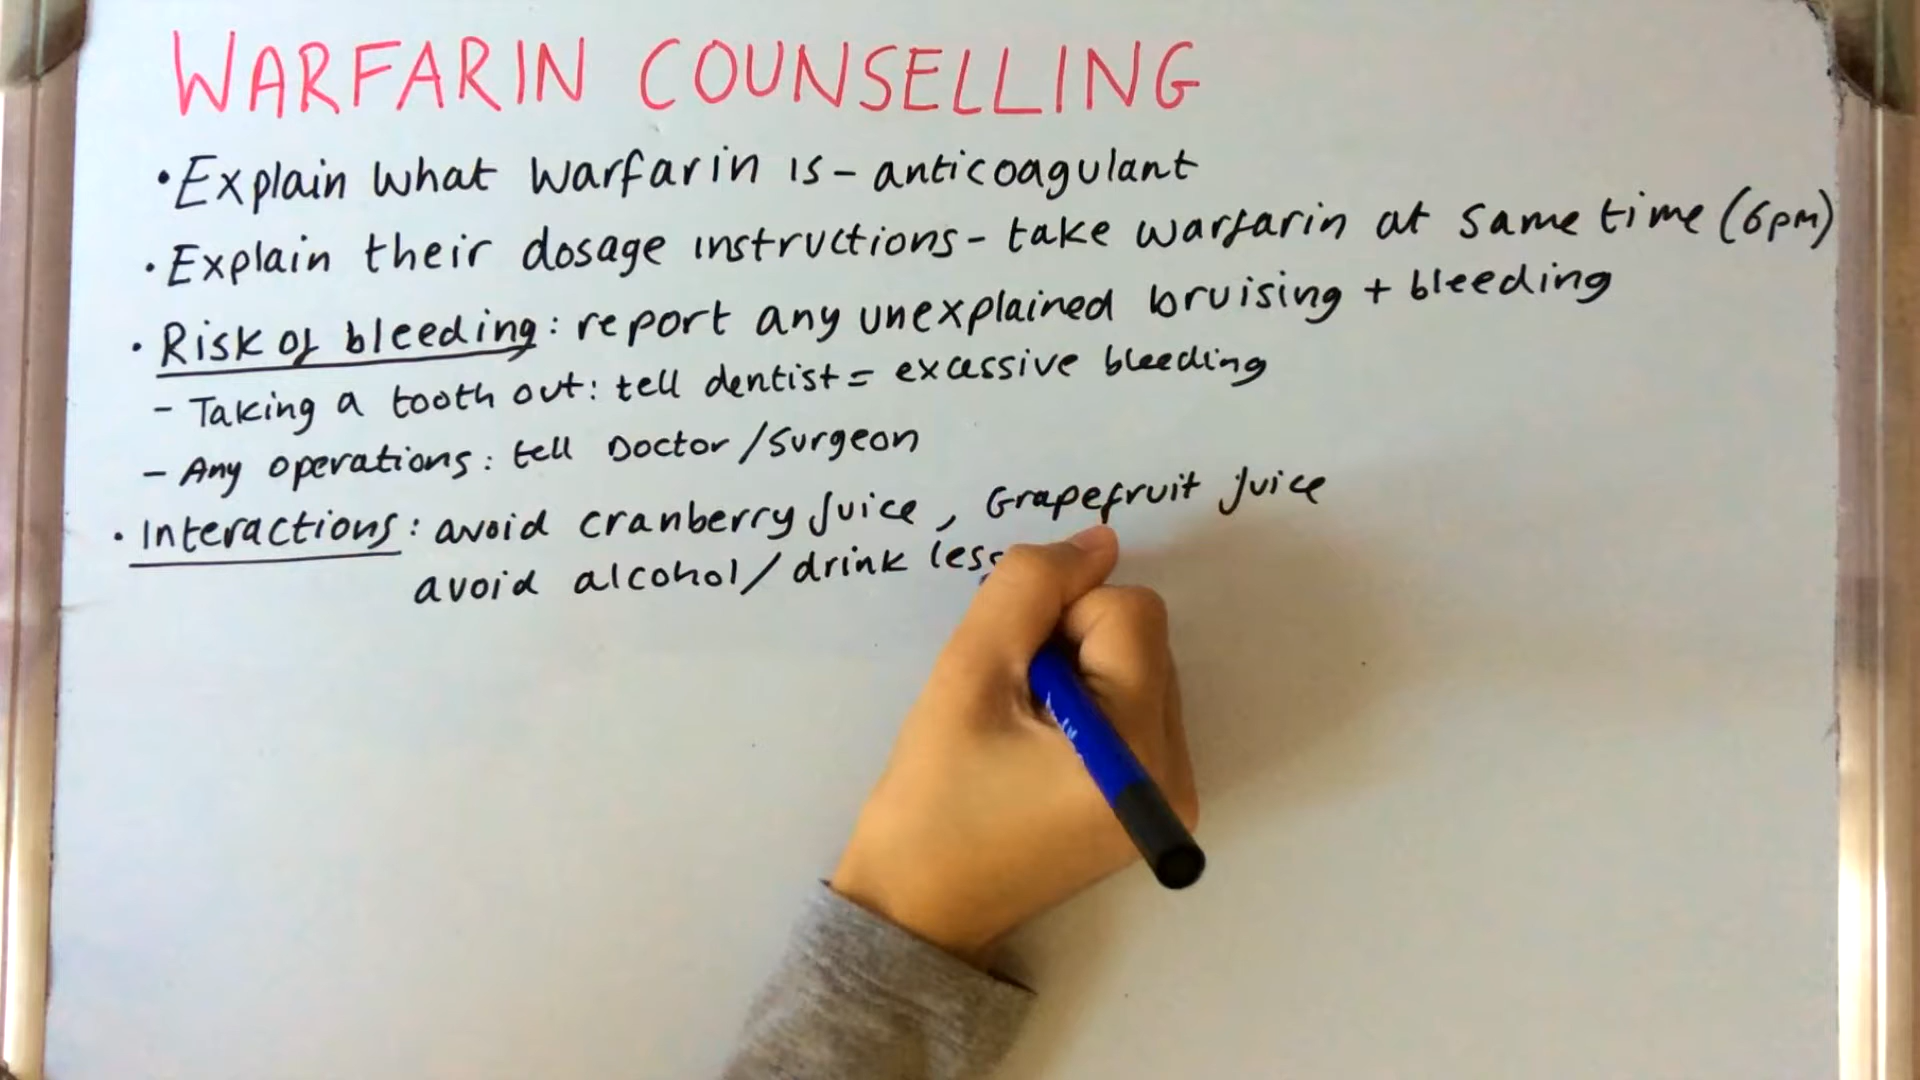 WARFARIN COUNSELLING
• Explain what warfarin is - anticoagulant
• Explain their dosage instructions - take warfarin at same time (6pm)
• Risk of bleeding: report any unexplained bruising + bleeding
- Taking a tooth out: tell dentist = excessive bleeding
- Any operations: tell Doctor/Surgeon
• Interactions: avoid cranberry juice, Grapefruit juice
avoid alcohol/drink less